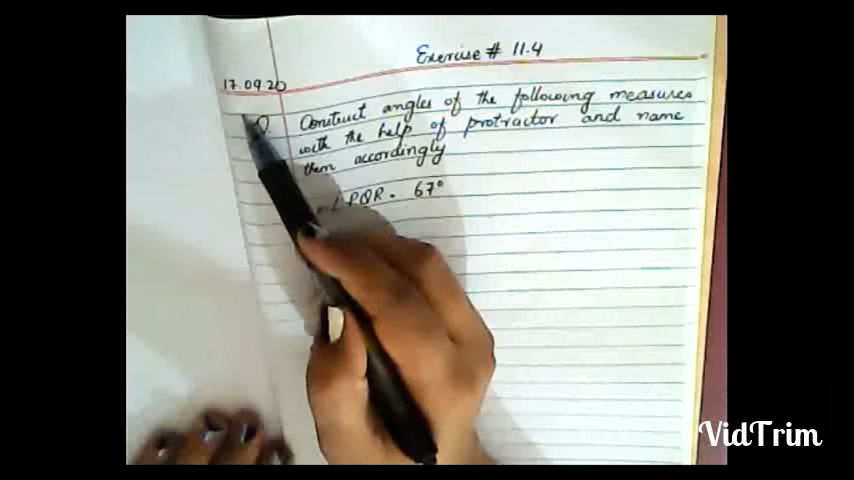 Exercise # 11.4
17.09.20
Construct angles of the following measures
with the help of protractor and name
them accordingly
PQR = 67°
VidTrim